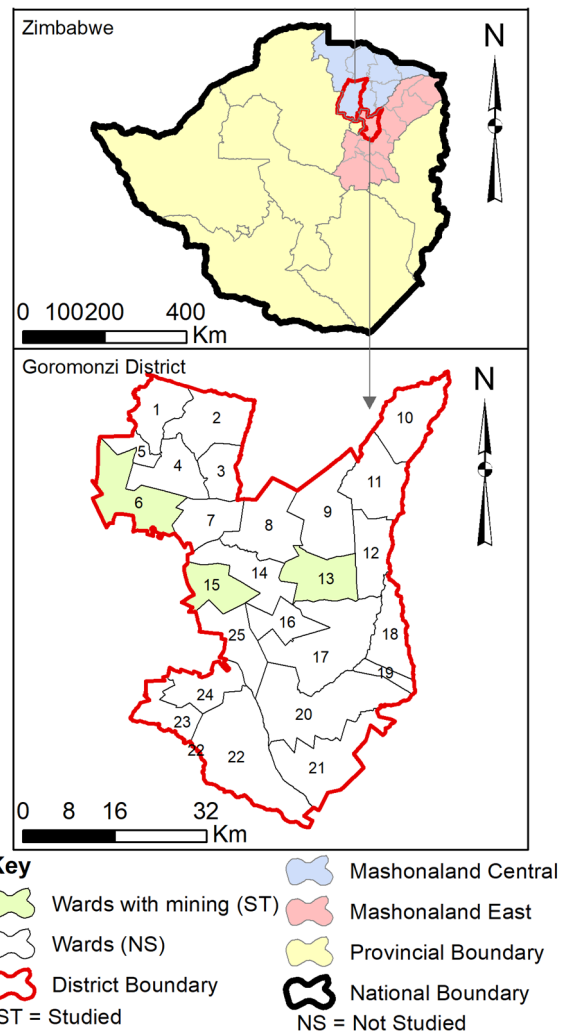 Zimbabwe
N
0 100200 400
Km
Goromonzi District
N
1
2
10
5
4
3
11
6
7
8
9
12
14
13
15
16
25
18
17
19
24
20
23
22
22
21
0 8 16 32
Km
Key
Wards with mining (ST)
Wards (NS)
District Boundary
ST = Studied
Mashonaland Central
Mashonaland East
Provincial Boundary
National Boundary
NS = Not Studied